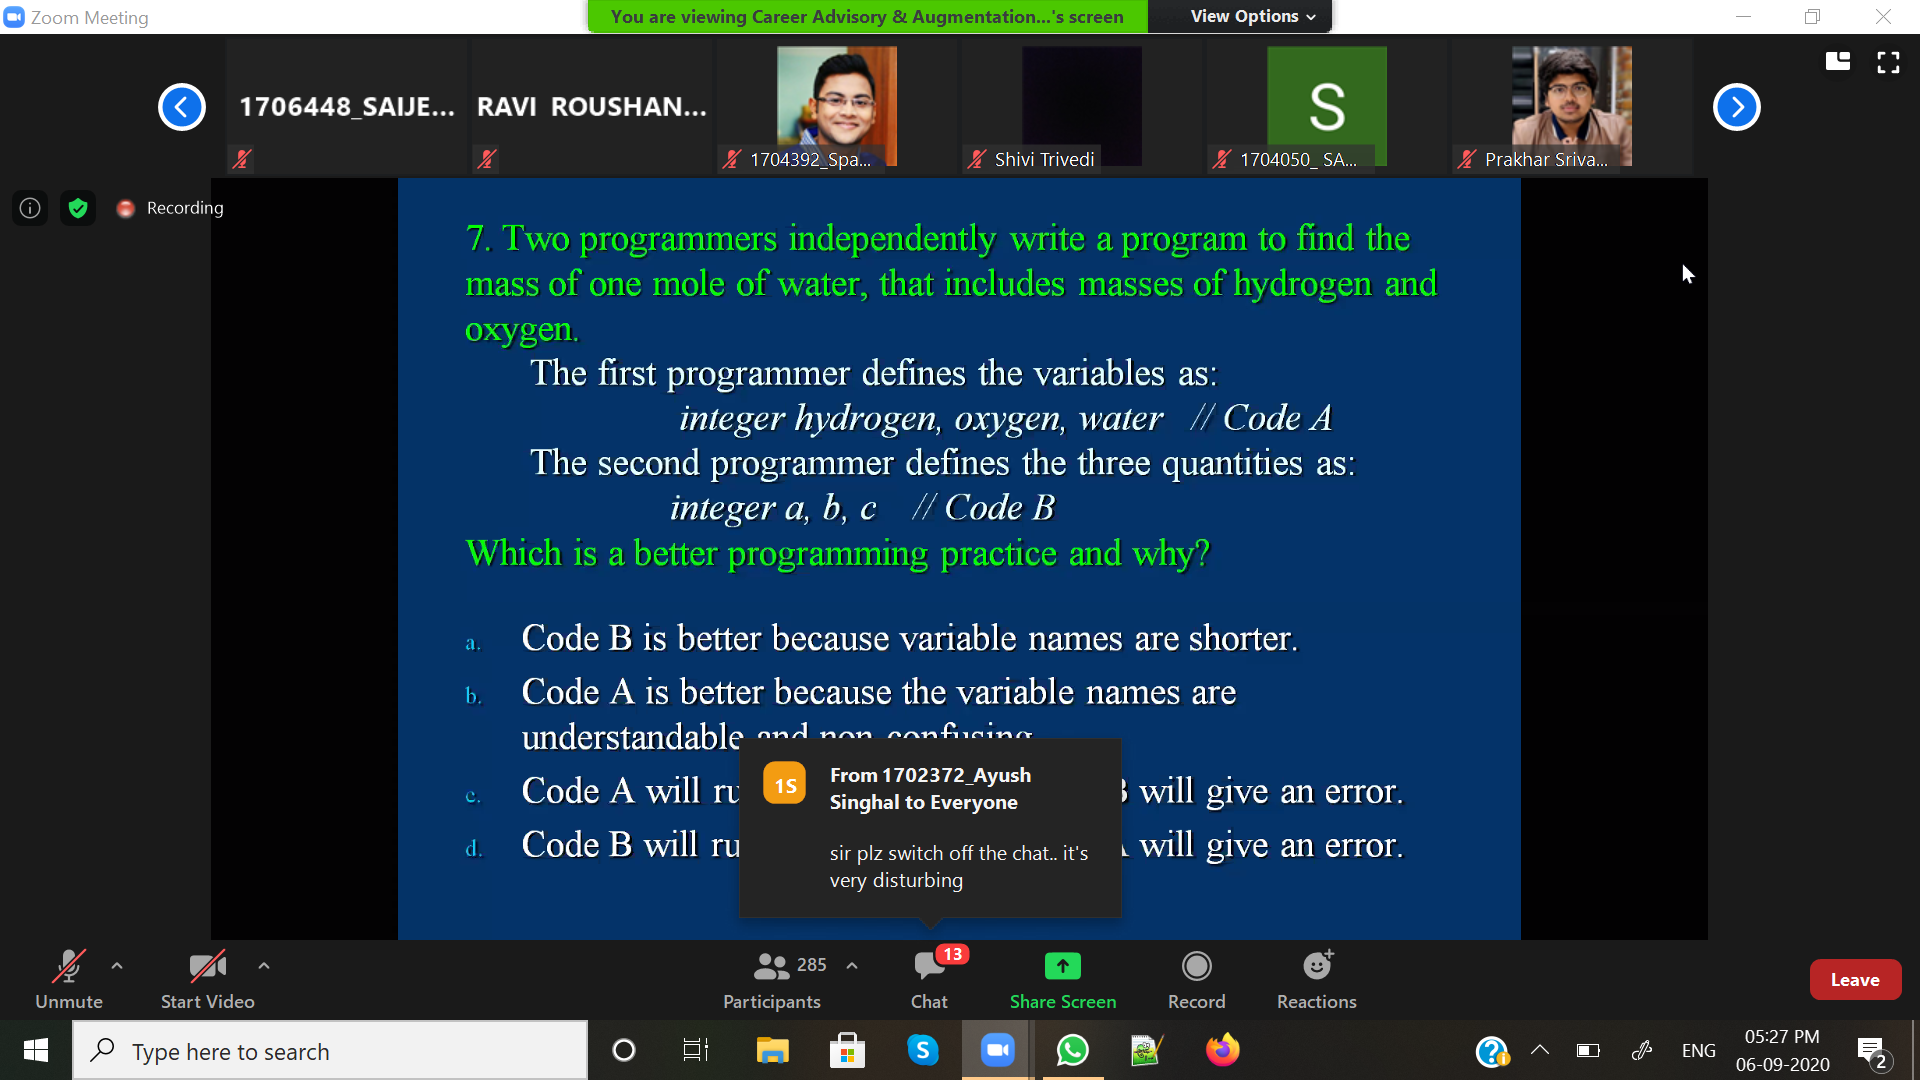 Zoom Meeting
You are viewing Career Advisory & Augmentation...'s screen
View Options
1706448_SAIJE...
RAVI ROUSHAN...
S
1704392_Spa...
Shivi Trivedi
1704050_ SA...
Prakhar Sriva...
Recording
7. Two programmers independently write a program to find the
mass of one mole of water, that includes masses of hydrogen and
oxygen.
The first programmer defines the variables as:
integer hydrogen, oxygen, water // Code A
The second programmer defines the three quantities as:
integer a, b, c // Code B
Which is a better programming practice and why?
a. Code B is better because variable names are shorter.
b. Code A is better because the variable names are
understandable and non-confusing
c. Code A will ru B will give an error.
d. Code B will ru A will give an error.
1S
From 1702372_Ayush
Singhal to Everyone
sir plz switch off the chat.. it's
very disturbing
Unmute
Start Video
285
Participants
13
Chat
Share Screen
Record
Reactions
Leave
Type here to search
ENG
05:27 PM
06-09-2020
2